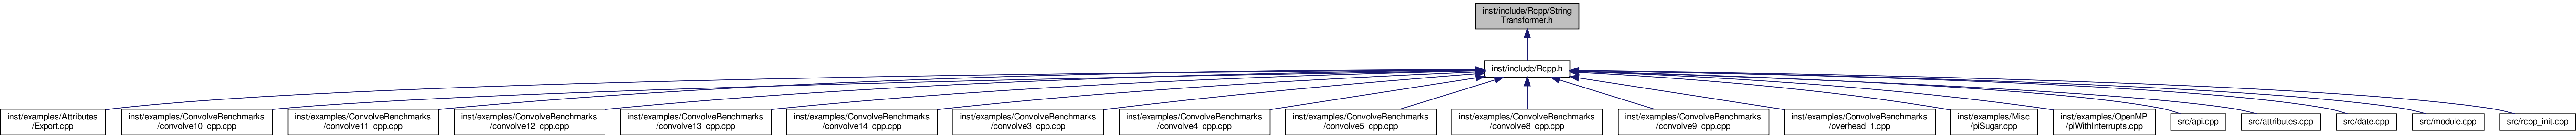 inst/include/Rcpp/String
Transformer.h
inst/include/Rcpp.h
inst/examples/Attributes
/Export.cpp
inst/examples/ConvolveBenchmarks
/convolve10_cpp.cpp
inst/examples/ConvolveBenchmarks
/convolve11_cpp.cpp
inst/examples/ConvolveBenchmarks
/convolve12_cpp.cpp
inst/examples/ConvolveBenchmarks
/convolve13_cpp.cpp
inst/examples/ConvolveBenchmarks
/convolve14_cpp.cpp
inst/examples/ConvolveBenchmarks
/convolve3_cpp.cpp
inst/examples/ConvolveBenchmarks
/convolve4_cpp.cpp
inst/examples/ConvolveBenchmarks
/convolve5_cpp.cpp
inst/examples/ConvolveBenchmarks
/convolve8_cpp.cpp
inst/examples/ConvolveBenchmarks
/convolve9_cpp.cpp
inst/examples/ConvolveBenchmarks
/overhead_1.cpp
inst/examples/Misc
/piSugar.cpp
inst/examples/OpenMP
/piWithInterrupts.cpp
src/api.cpp
src/attributes.cpp
src/date.cpp
src/module.cpp
src/rcpp_init.cpp